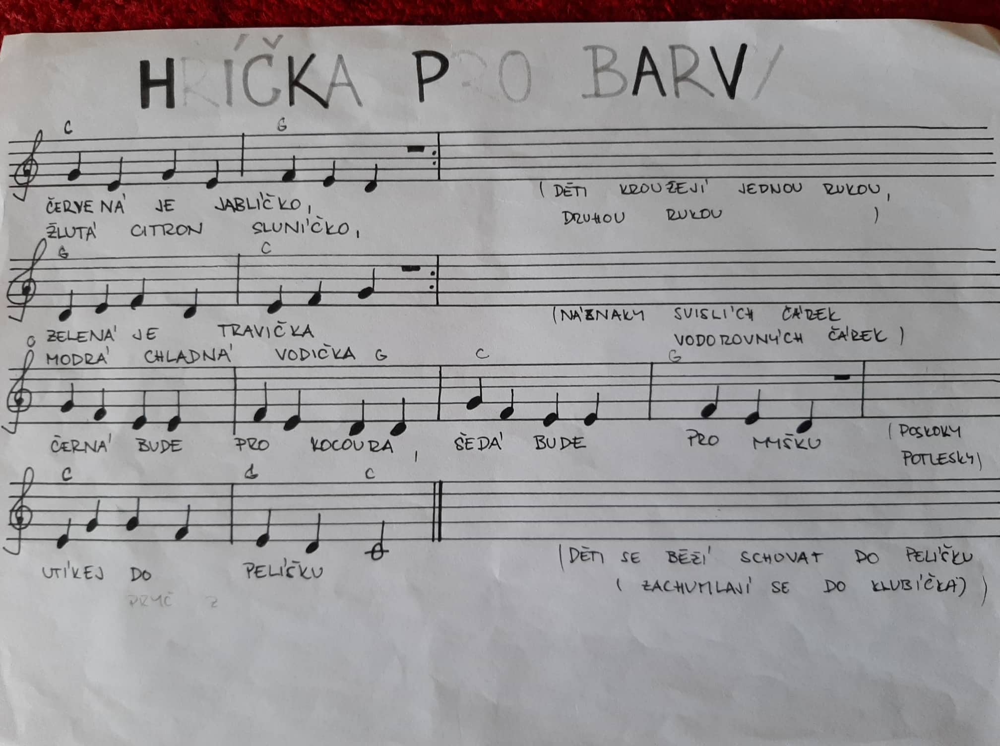 HRÍČKA PRO BARVY
C G
ČERVENÁ JE JABLÍČKO,
ŽLUTÁ CITRON SLUNÍČKO,
(DĚTI KROUŽEJÍ JEDNOU RUKOU,
DRUHOU RUKOU )
G C
ZELENÁ JE TRAVIČKA
MODRÁ CHLADNÁ VODIČKA
(NÁZNAKY SVISLÍCH ČÁREK
VODOROVNÝCH ČÁREK)
C G C G
ČERNÁ BUDE PRO KOCOURA, ŠEDÁ BUDE PRO MYŠKU
(POSKOKY
POTLESKY)
C G C
UTÍKEJ DO PELÍŠKU
PRYČ Z
(DĚTI SE BĚŽÍ SCHOVAT DO PELÍŠKU
( ZACHUMLAJÍ SE DO KLUBÍČKA) )